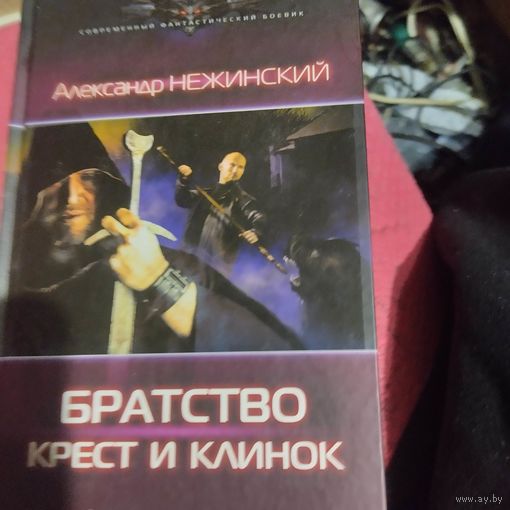 СОВРЕМЕННЫЙ ФАНТАСТИЧЕСКИЙ БОЕВИК
Александр НЕЖИНСКИЙ
БРАТСТВО
КРЕСТ И КЛИНОК
www.ay.by